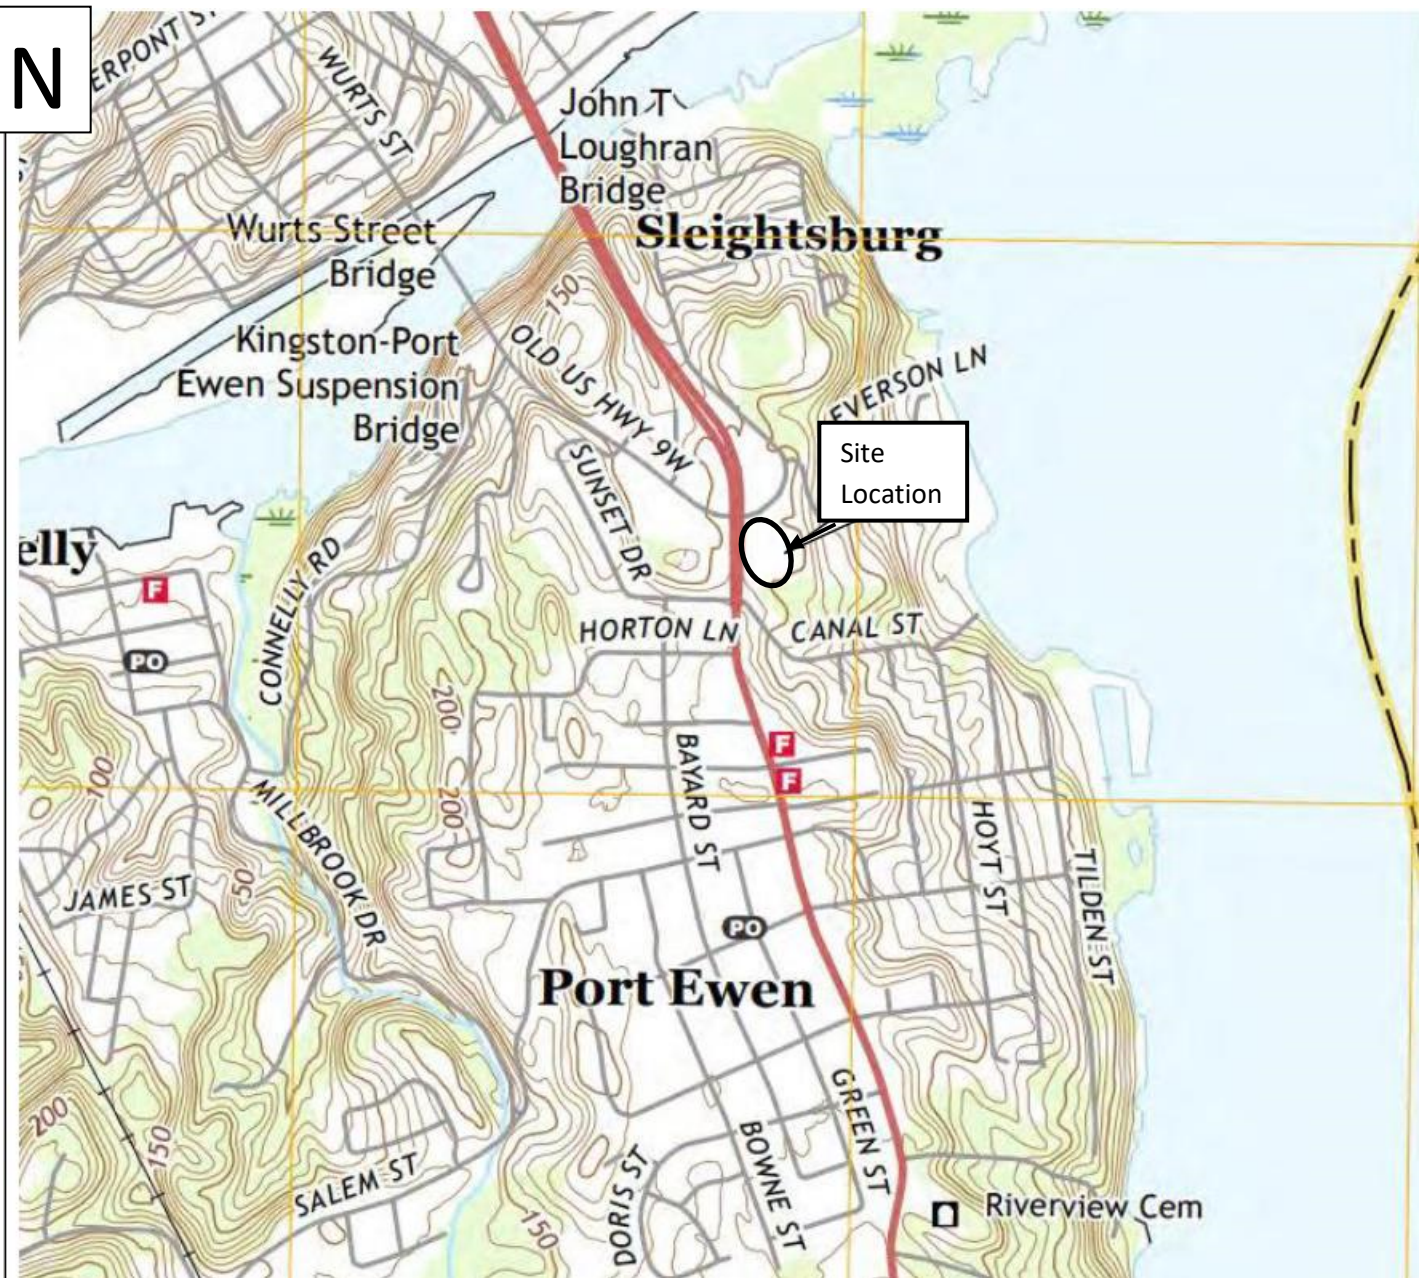 N
ERPONT ST
WURTS ST
John T
Loughran
Bridge
Wurts Street
Bridge
Sleightsburg
150
Kingston-Port
Ewen Suspension
Bridge
OLD US HWY 9W
EVERSON LN
Site
Location
SUNSET DR
elly
F
CONNELLY RD
HORTON LN
CANAL ST
PO
200
100
F
F
BAYARD ST
200
MILLBROOK DR
HOYT ST
JAMES ST
50
TILDEN ST
PO
Port Ewen
200
150
GREEN ST
BOWNE ST
SALEM ST
DORIS ST
150
Riverview Cem